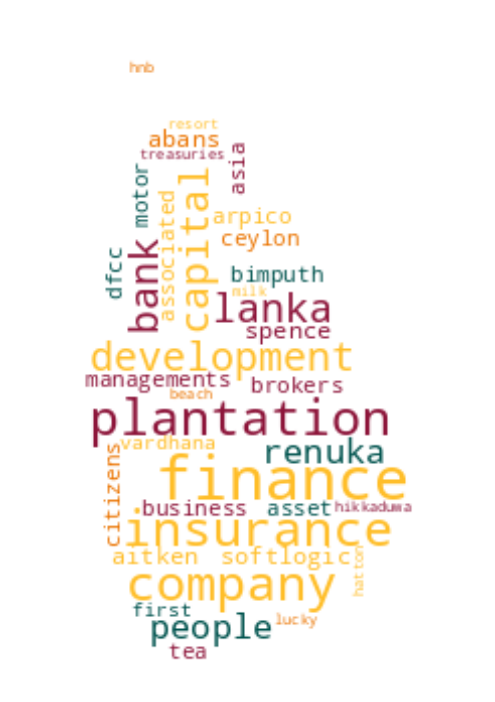 hnb
resort
abans
treasuries
asia
motor
capital
associated
arpico
ceylon
bank
dfcc
bimputh
milk
lanka
spence
development
managements
brokers
beach
plantation
vardhana
renuka
citizens
finance
business
asset
hikkaduwa
insurance
aitken
softlogic
hatton
company
first
people
lucky
tea